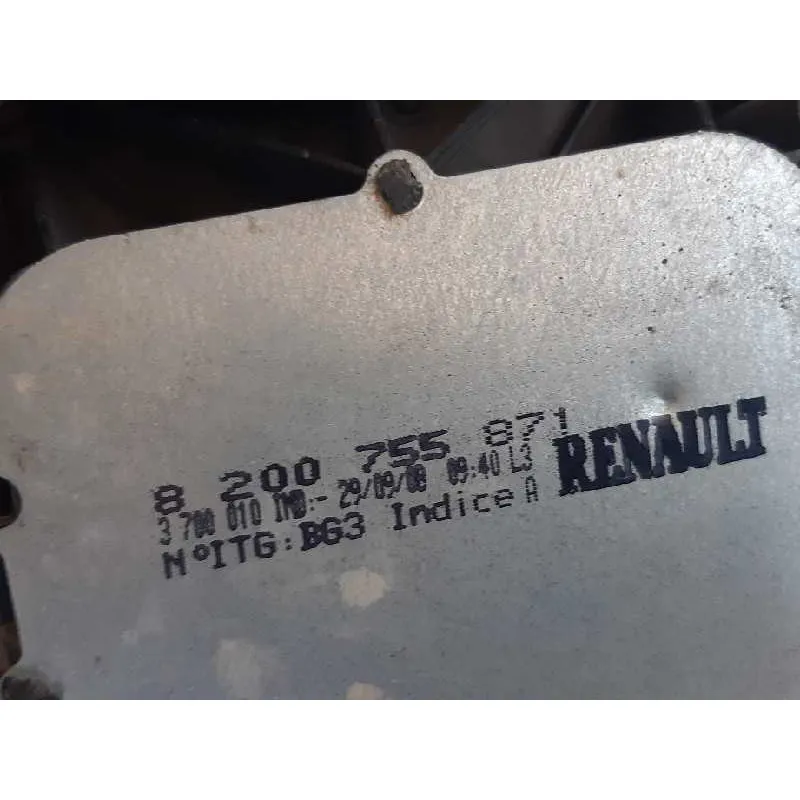 8 200 755 871
3 700 010 IND:- 29/09/08 09:40 L3
N°ITG:BG3 Indice A
RENAULT